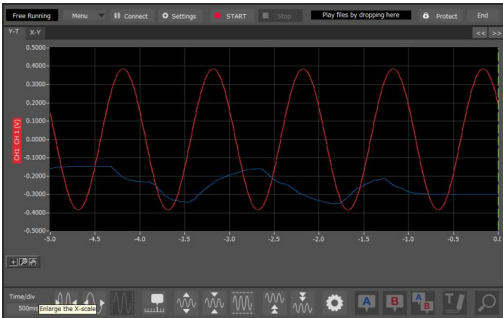 Free Running Menu Connect Settings START Stop Play files by dropping here Protect End
Y-T X-Y << >>
0.5000
0.4000
0.3000
0.2000
0.1000
0.000
-0.1000
-0.2000
-0.3000
-0.4000
-0.5000
CH1 CH 1 (V)
-5.0 -4.5 -4.0 -3.5 -3.0 -2.5 -2.0 -1.5 -1.0 -0.5 0.0
Time/div
500ms Enlarge the X-scale
A B A B T